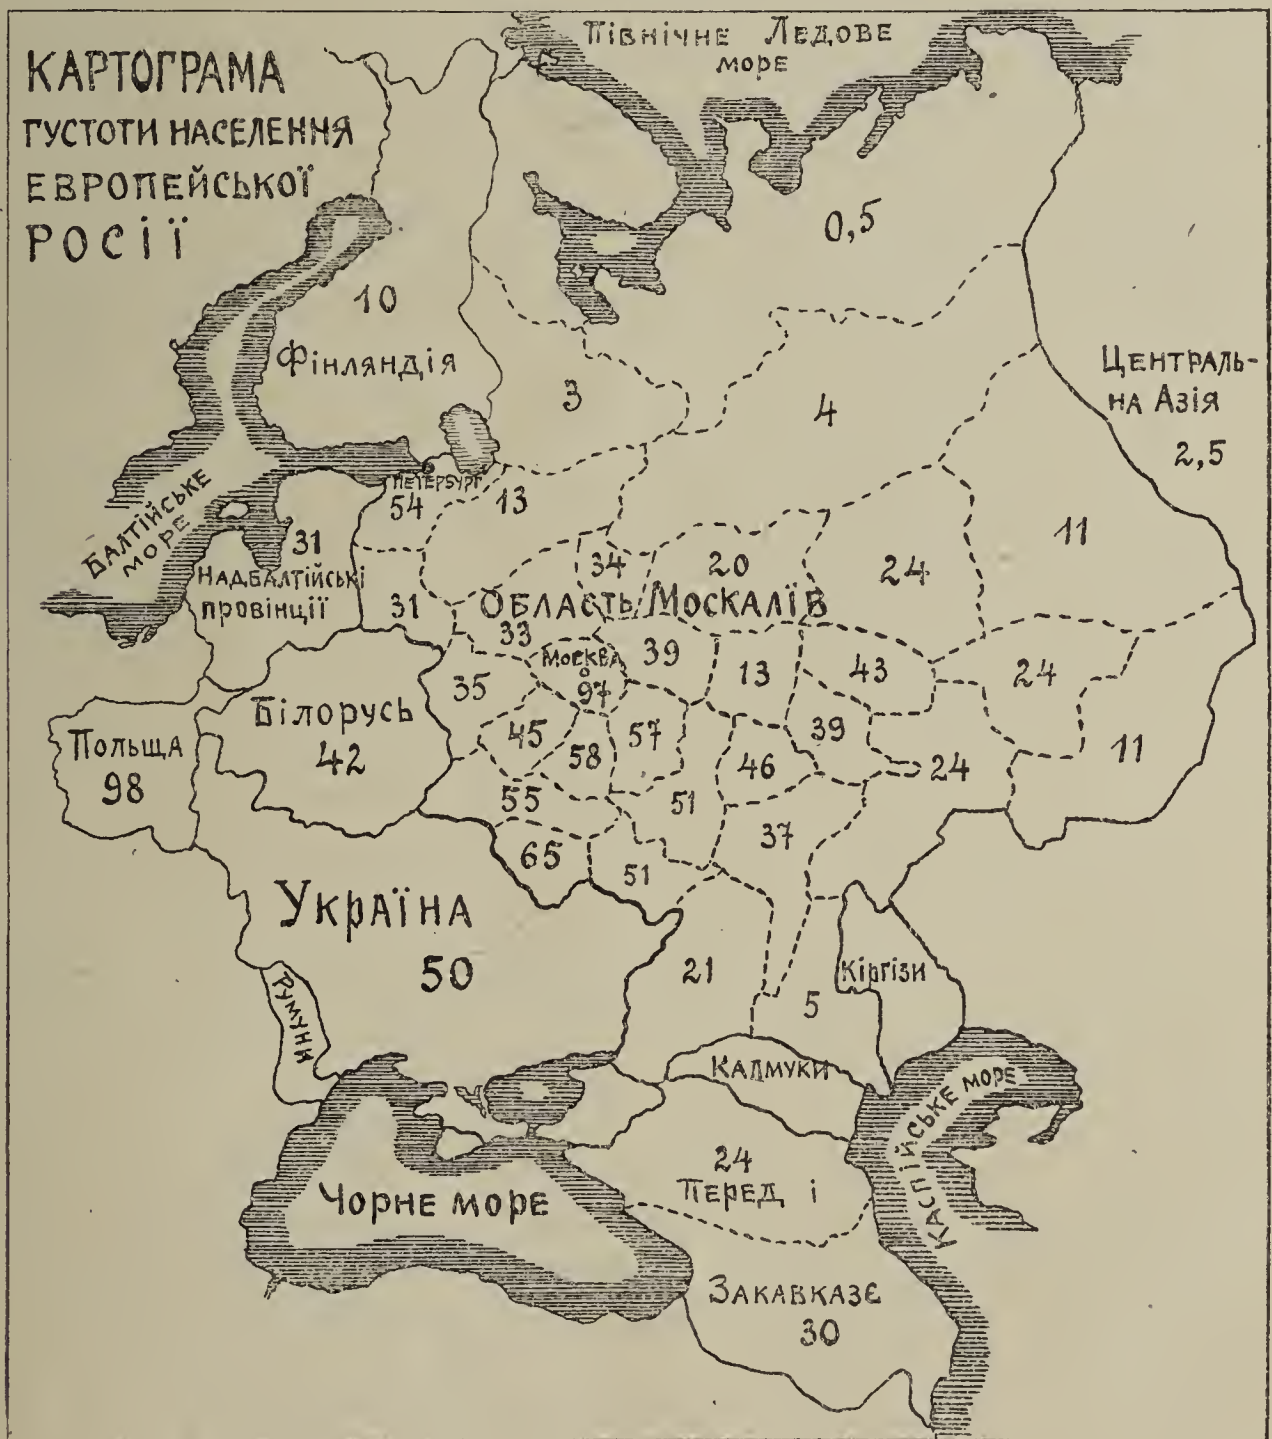 КАРТОГРАМА
ГУСТОТИ НАСЕЛЕННЯ
ЕВРОПЕЙСЬКОЇ
РОСІЇ
ПІВНІЧНЕ ЛЕДОВЕ
МОРЕ
0,5
10
ФІНЛЯНДІЯ
3
4
ЦЕНТРАЛЬ-
НА АЗІЯ
2,5
ПЕТЕРБУРГ
54
13
БАЛТІЙСЬКЕ
МОРЕ
31
НАДБАЛТІЙСЬКІ
ПРОВІНЦІЇ
31
34
20
24
11
ОБЛАСТЬ МОСКАЛІВ
33
МОСКВА
97
39
13
43
24
35
45
58
57
39
46
24
11
ПОЛЬЩА
98
БІЛОРУСЬ
42
55
51
37
65
51
УКРАЇНА
50
21
5
КІРГІЗИ
РУМУНИ
КАЛМУКИ
КАСПІЙСЬКЕ МОРЕ
ЧОРНЕ МОРЕ
24
ПЕРЕД І
ЗАКАВКАЗЄ
30